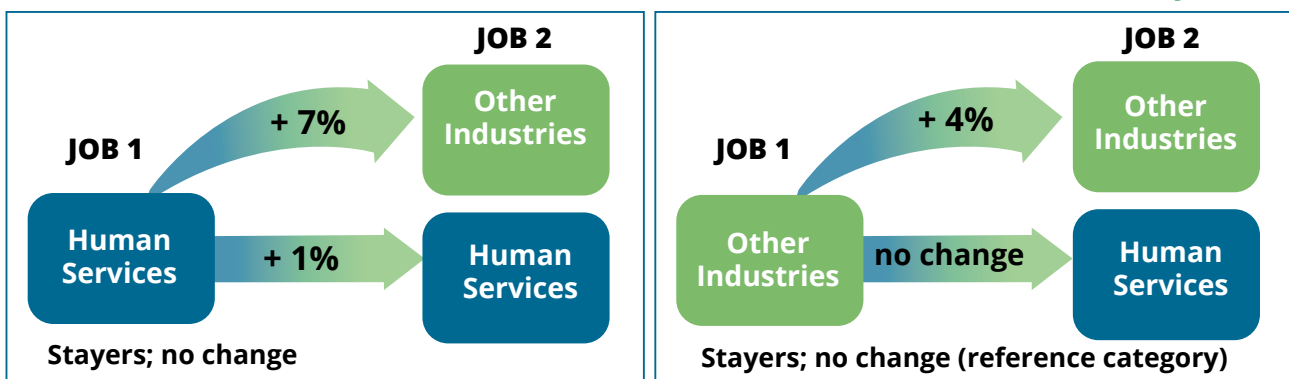 JOB 2
Other
Industries
+ 7%
JOB 1
Human
Services
+ 1%
Human
Services
Stayers; no change
JOB 2
Other
Industries
+ 4%
JOB 1
Other
Industries
no change
Human
Services
Stayers; no change (reference category)